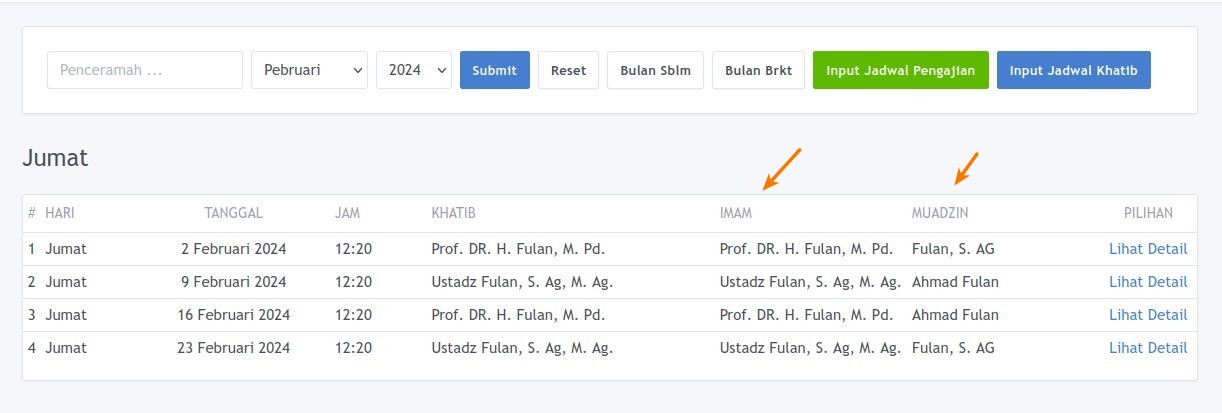 Penceramah ... Pebruari 2024 Submit Reset Bulan Sblm Bulan Brkt Input Jadwal Pengajian Input Jadwal Khatib
Jumat
# HARI TANGGAL JAM KHATIB IMAM MUADZIN PILIHAN
1 Jumat 2 Februari 2024 12:20 Prof. DR. H. Fulan, M. Pd. Prof. DR. H. Fulan, M. Pd. Fulan, S. AG Lihat Detail
2 Jumat 9 Februari 2024 12:20 Ustadz Fulan, S. Ag, M. Ag. Ustadz Fulan, S. Ag, M. Ag. Ahmad Fulan Lihat Detail
3 Jumat 16 Februari 2024 12:20 Prof. DR. H. Fulan, M. Pd. Prof. DR. H. Fulan, M. Pd. Ahmad Fulan Lihat Detail
4 Jumat 23 Februari 2024 12:20 Ustadz Fulan, S. Ag, M. Ag. Ustadz Fulan, S. Ag, M. Ag. Fulan, S. AG Lihat Detail